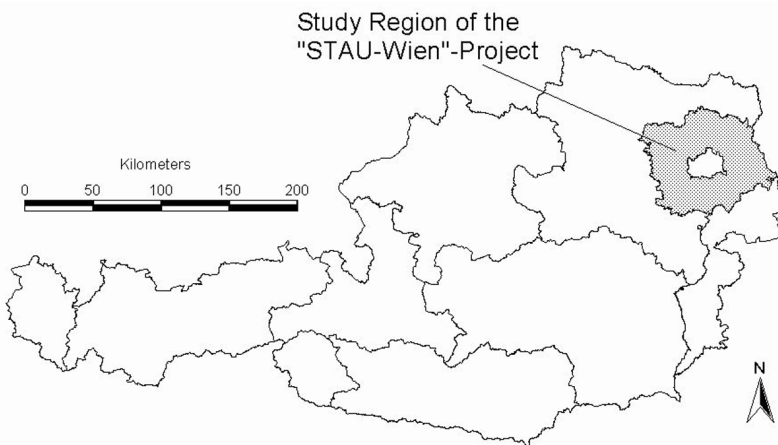 Study Region of the
"STAU-Wien"-Project
Kilometers
0 50 100 150 200
N